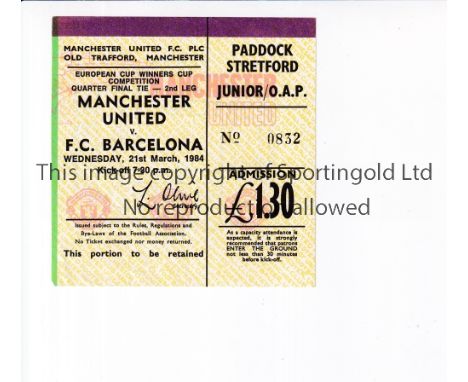 MANCHESTER UNITED F.C. PLC
OLD TRAFFORD, MANCHESTER
EUROPEAN CUP WINNERS CUP
COMPETITION
QUARTER FINAL TIE — 2nd LEG
MANCHESTER
UNITED
v.
F.C. BARCELONA
WEDNESDAY, 21st March, 1984
Kick-off 7-30 p.m.
Issued subject to the Rules, Regulations and
Bye-Laws of the Football Association.
No Ticket exchanged nor money returned.
This portion to be retained
PADDOCK
STRETFORD
JUNIOR/O.A.P.
MANCHESTER
UNITED
No 0832
ADMISSION
£1.30
As a capacity attendance is
expected, it is strongly
recommended that patrons
ENTER THE GROUND
not less than 30 minutes
before kick-off.
This image copyright of Sportingold Ltd
No reproduction allowed